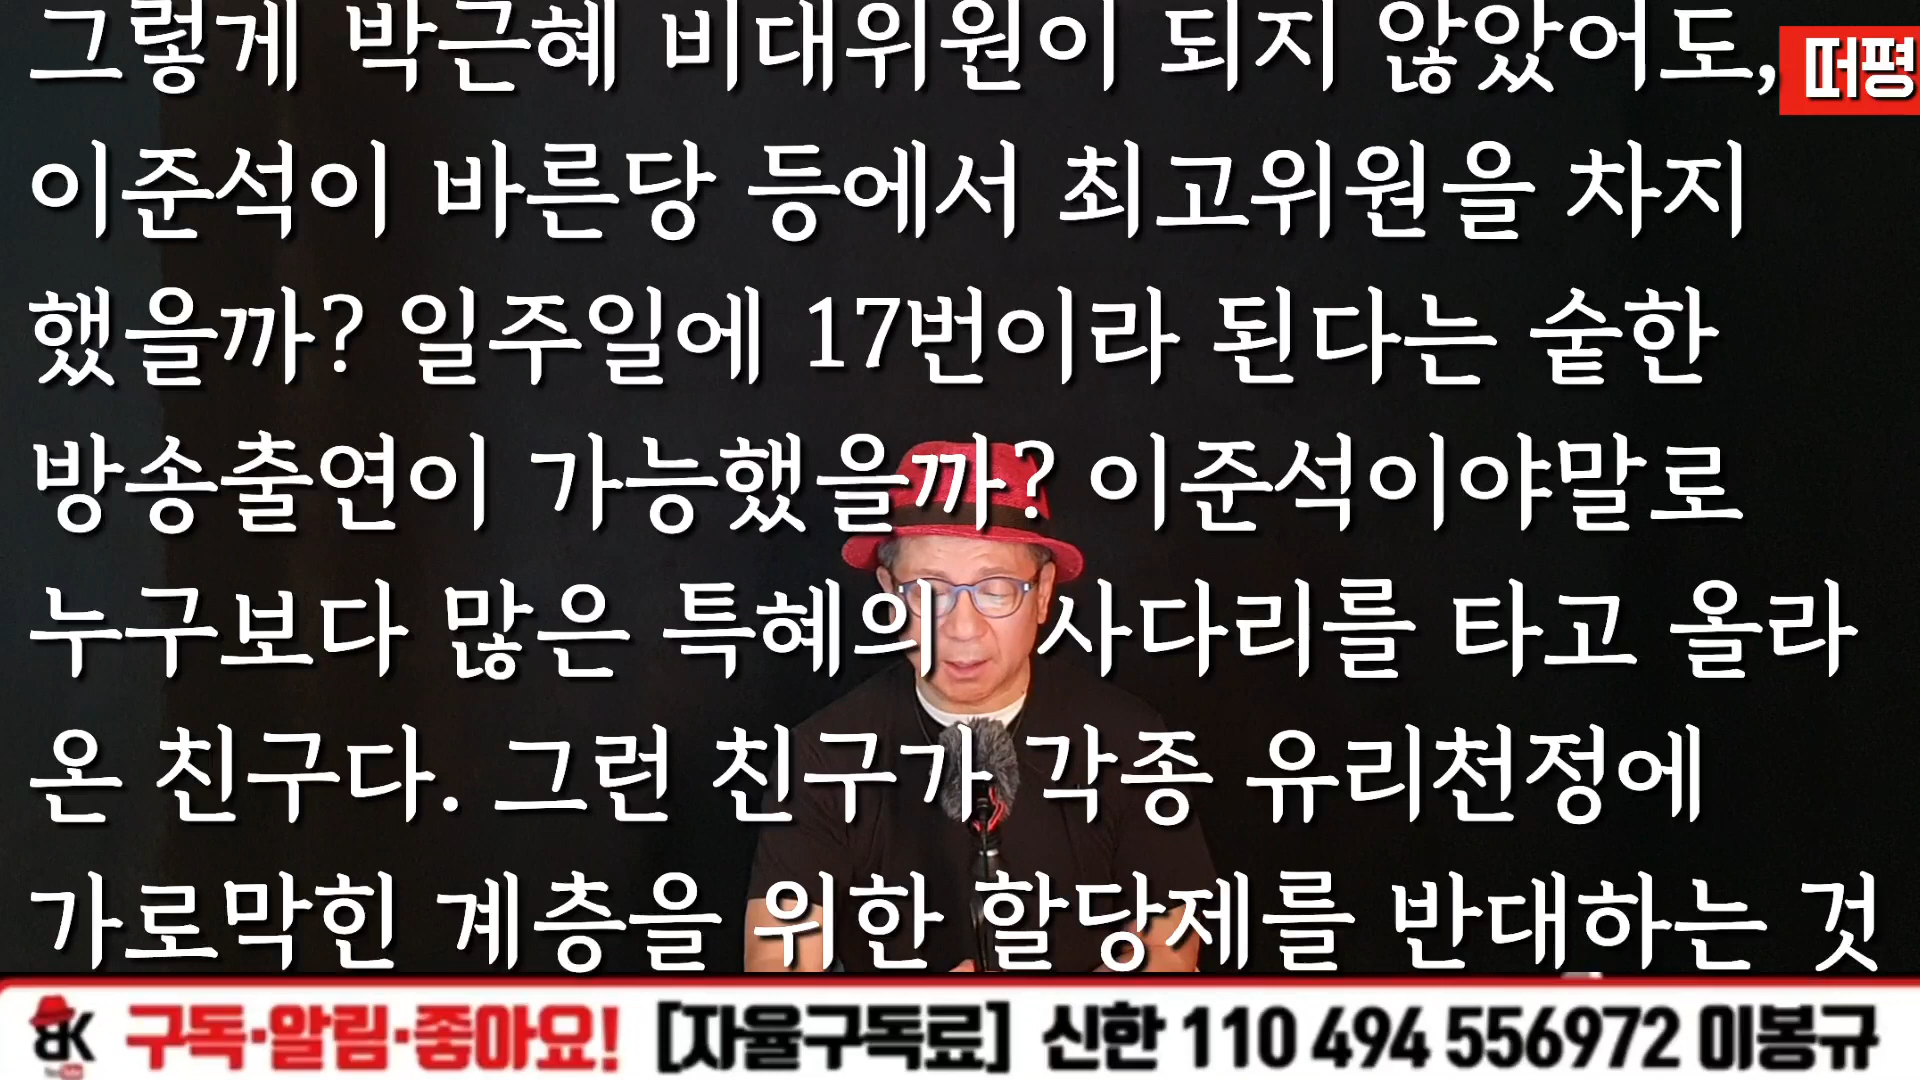 그렇게 박근혜 비대위원이 되지 않았어도,
떠평
이준석이 바른당 등에서 최고위원을 차지
했을까? 일주일에 17번이라 된다는 숱한
방송출연이 가능했을까? 이준석이야말로
누구보다 많은 특혜의 사다리를 타고 올라
온 친구다. 그런 친구가 각종 유리천정에
가로막힌 계층을 위한 할당제를 반대하는 것
BK 구독·알림·좋아요! [자율구독료] 신한 110 494 556972 이봉규